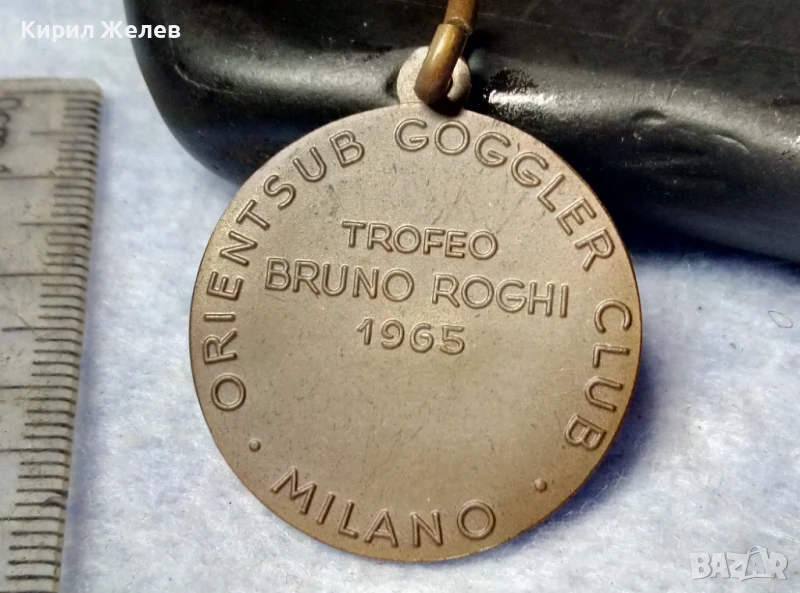 Кирил Желев
ORIENTSUB GOGGLER CLUB
TROFEO
BRUNO ROGHI
1965
· MILANO ·
BAZAR